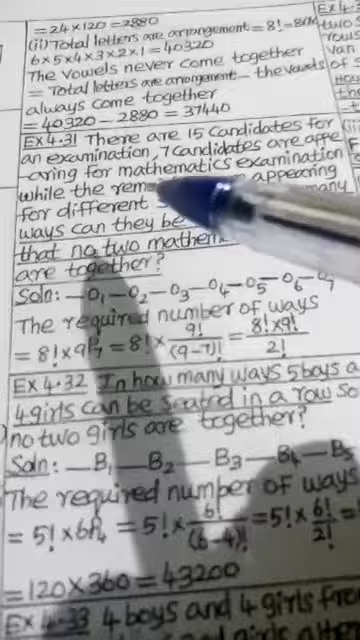 = 24×120 = 2880
(ii) Total letters are arrangement = 8! = 8×
6×5×4×3×2×1 = 40320
The vowels never come together
= Total letters are arrangement - the vowels
always come together
= 40320 - 2880 = 37440
Ex 4.31 There are 15 candidates for
an examination, 7 candidates are appe
-aring for mathematics examination
while the rem appearing
for different
ways can they be
that no two mathem
are together?
Soln: —O1—O2—O3—O4—O5—O6—O7
The required number of ways
= 8! × 9P7 = 8! × 9!/(9-7)! = 8!×9!/2!
Ex 4.32 In how many ways 5 boys a
4 girls can be seated in a row so
no two girls are together?
Soln: —B1—B2—B3—B4—B5
The required number of ways
= 5! × 6P4 = 5! × 6!/(6-4)! = 5! × 6!/2! =
= 120×360 = 43200
Ex 4.33 4 boys and 4 girls